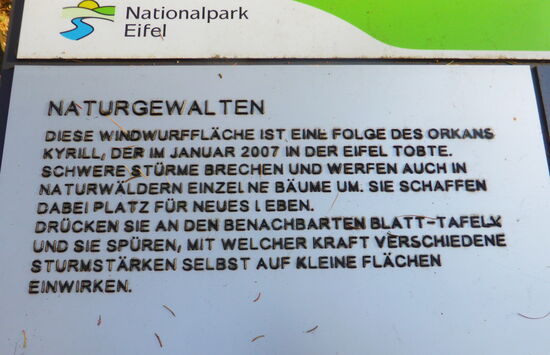 Nationalpark
Eifel
NATURGEWALTEN
DIESE WINDWURFFLÄCHE IST EINE FOLGE DES ORKANS
KYRILL, DER IM JANUAR 2007 IN DER EIFEL TOBTE.
SCHWERE STÜRME BRECHEN UND WERFEN AUCH IN
NATURWÄLDERN EINZELNE BÄUME UM. SIE SCHAFFEN
DABEI PLATZ FÜR NEUES LEBEN.
DRÜCKEN SIE AN DEN BENACHBARTEN BLATT-TAFELN
UND SIE SPÜREN, MIT WELCHER KRAFT VERSCHIEDENE
STURMSTÄRKEN SELBST AUF KLEINE FLÄCHEN
EINWIRKEN.